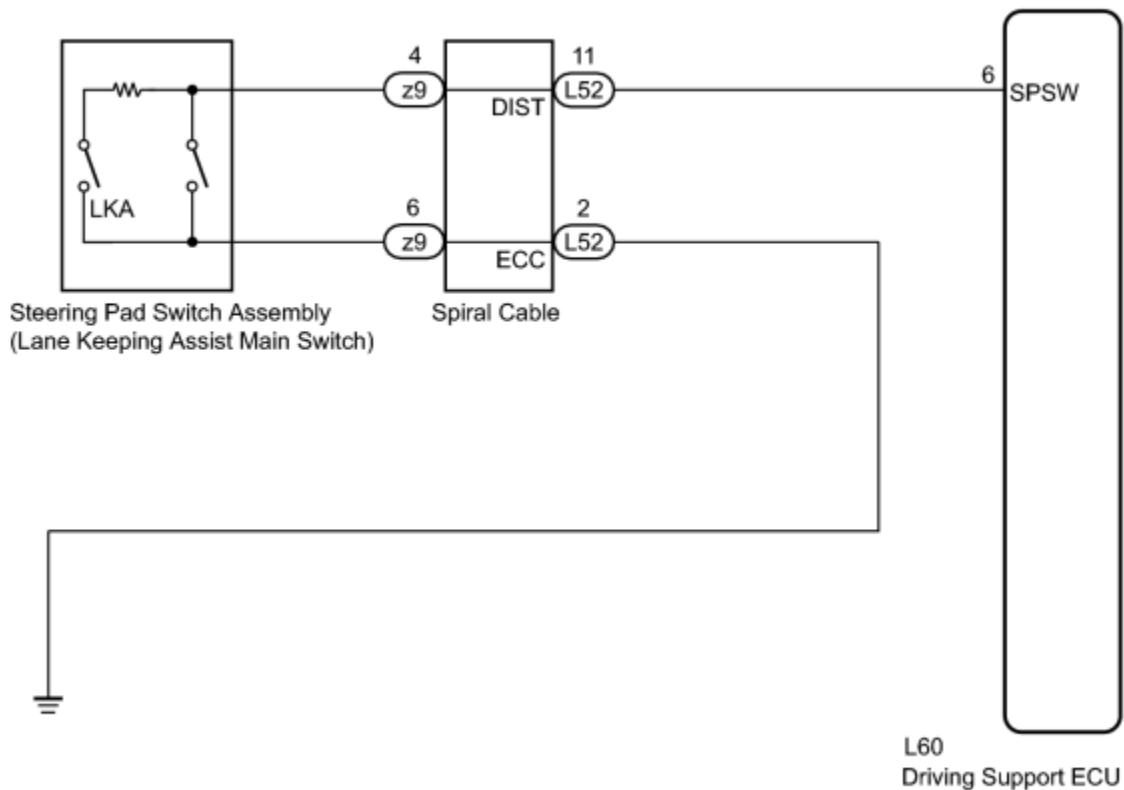 4
11
z9
L52
6
DIST
SPSW
LKA
6
2
z9
L52
ECC
Steering Pad Switch Assembly
(Lane Keeping Assist Main Switch)
Spiral Cable
L60
Driving Support ECU